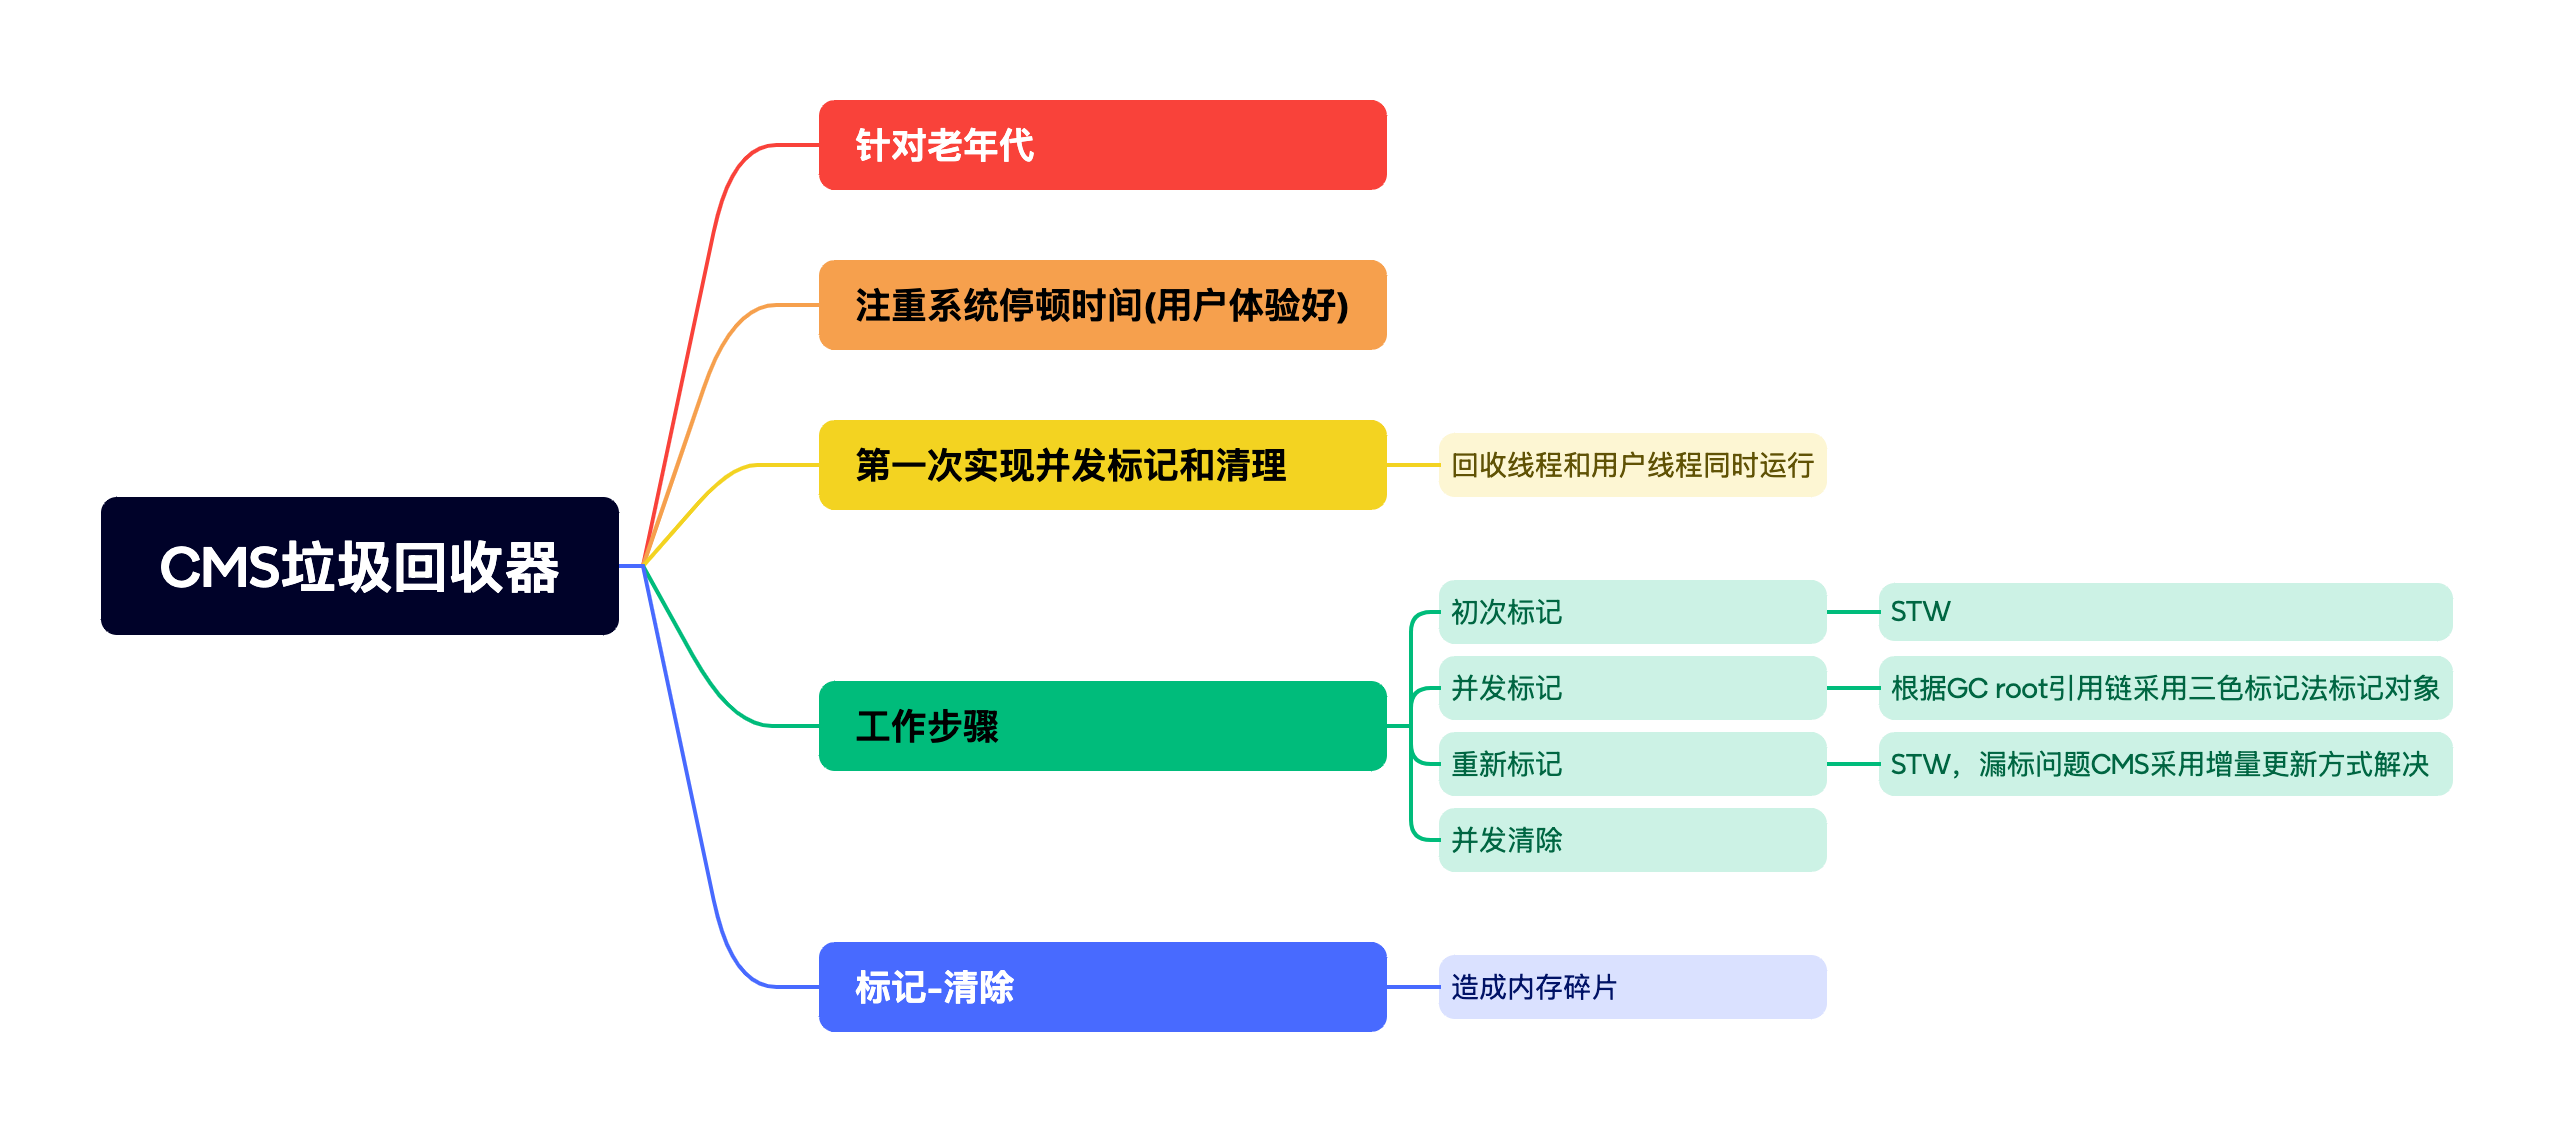 CMS垃圾回收器
针对老年代
注重系统停顿时间(用户体验好)
第一次实现并发标记和清理
回收线程和用户线程同时运行
工作步骤
初次标记
STW
并发标记
根据GC root引用链采用三色标记法标记对象
重新标记
STW，漏标问题CMS采用增量更新方式解决
并发清除
标记-清除
造成内存碎片